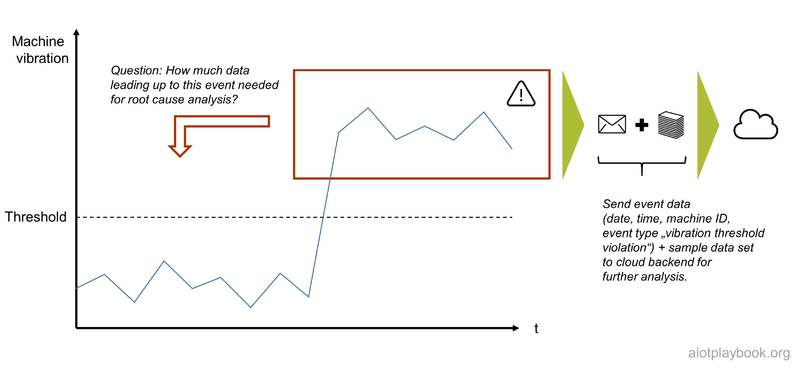 Machine
vibration
Question: How much data
leading up to this event needed
for root cause analysis?
Threshold
Send event data
(date, time, machine ID,
event type „vibration threshold
violation“) + sample data set
to cloud backend for
further analysis.
t
aiotplaybook.org